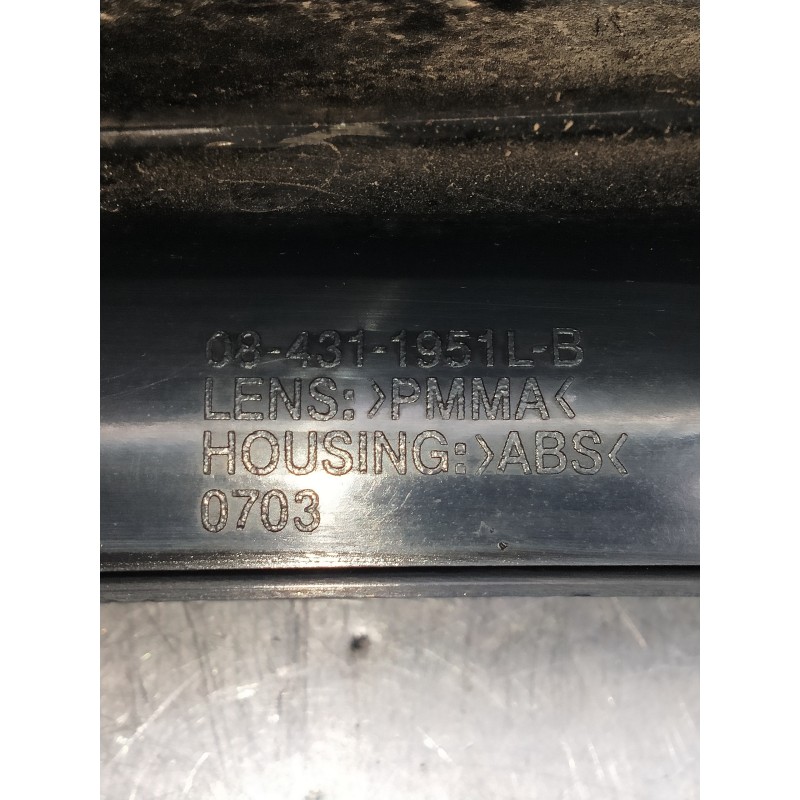 08-431-1951L-B
LENS: >PMMA<
HOUSING: >ABS<
0703